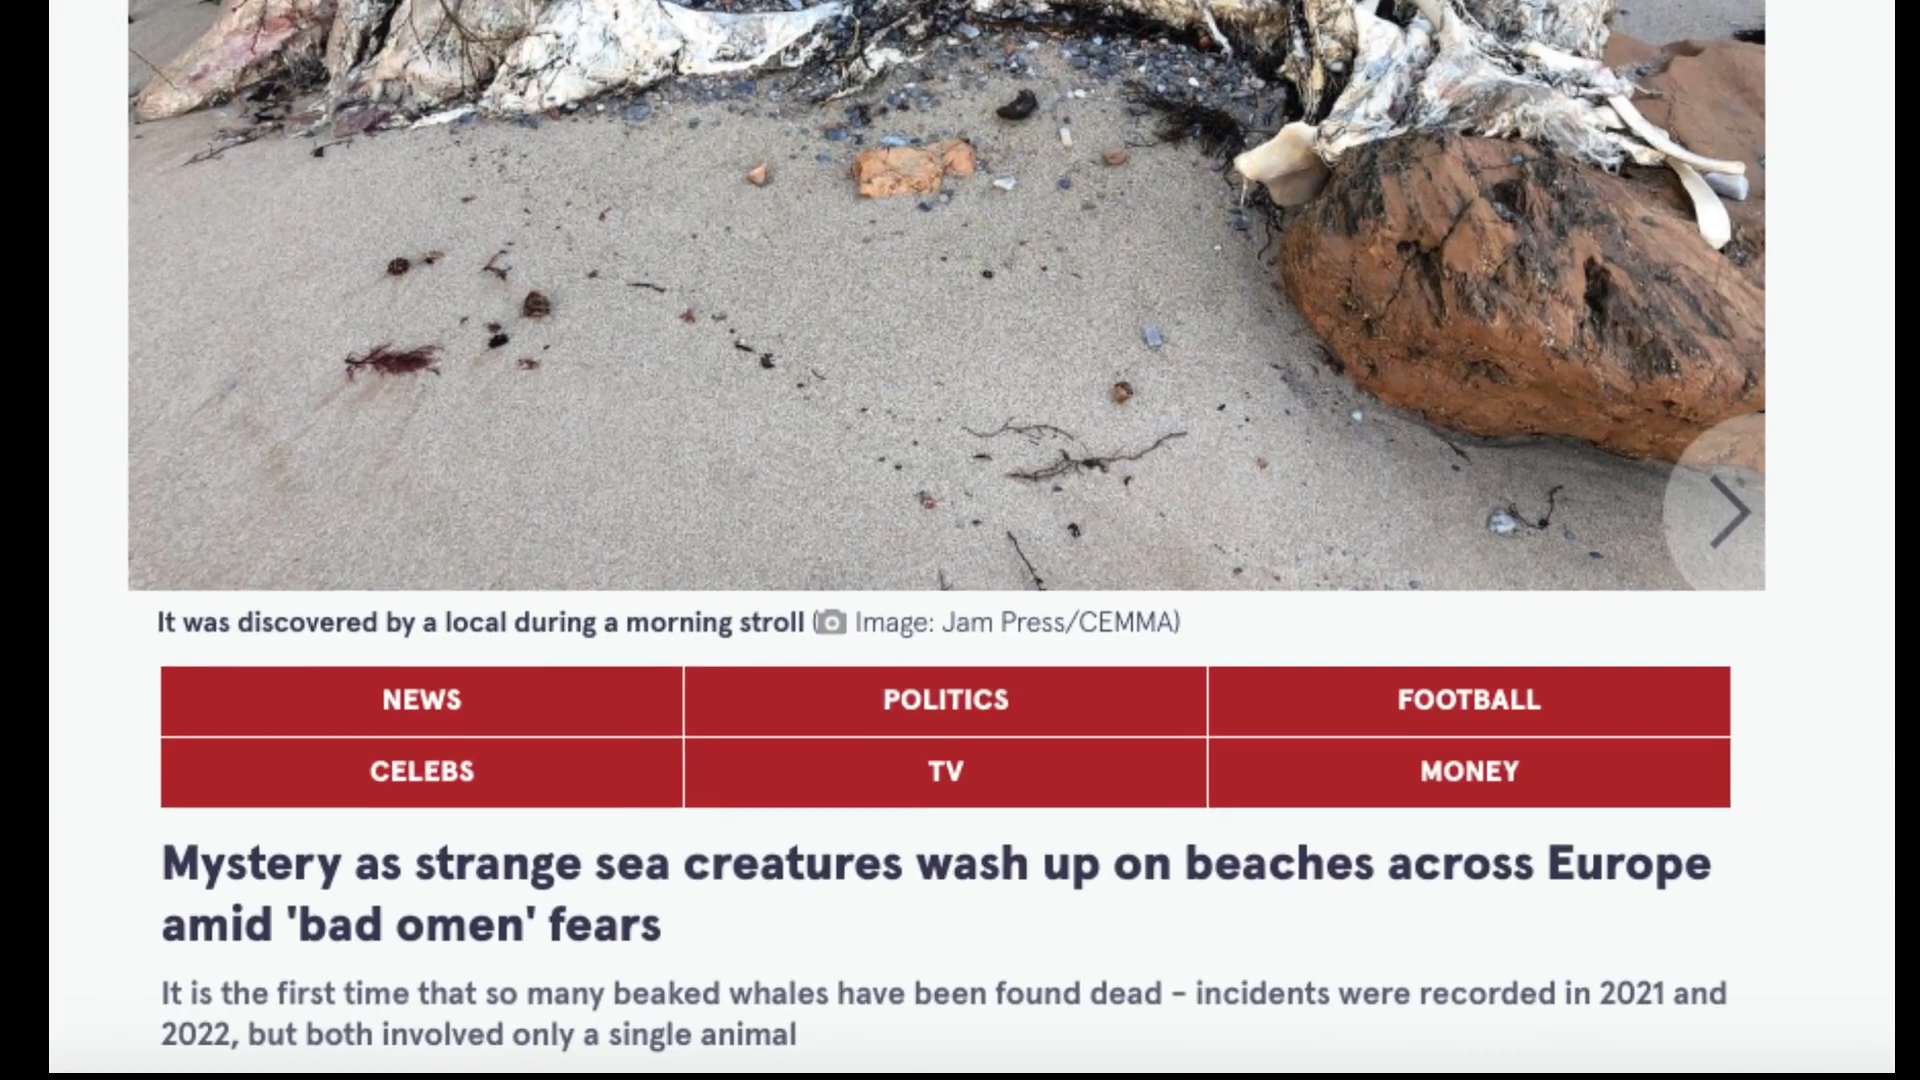 It was discovered by a local during a morning stroll (Image: Jam Press/CEMMA)
NEWS
POLITICS
FOOTBALL
CELEBS
TV
MONEY
Mystery as strange sea creatures wash up on beaches across Europe
amid 'bad omen' fears
It is the first time that so many beaked whales have been found dead – incidents were recorded in 2021 and
2022, but both involved only a single animal